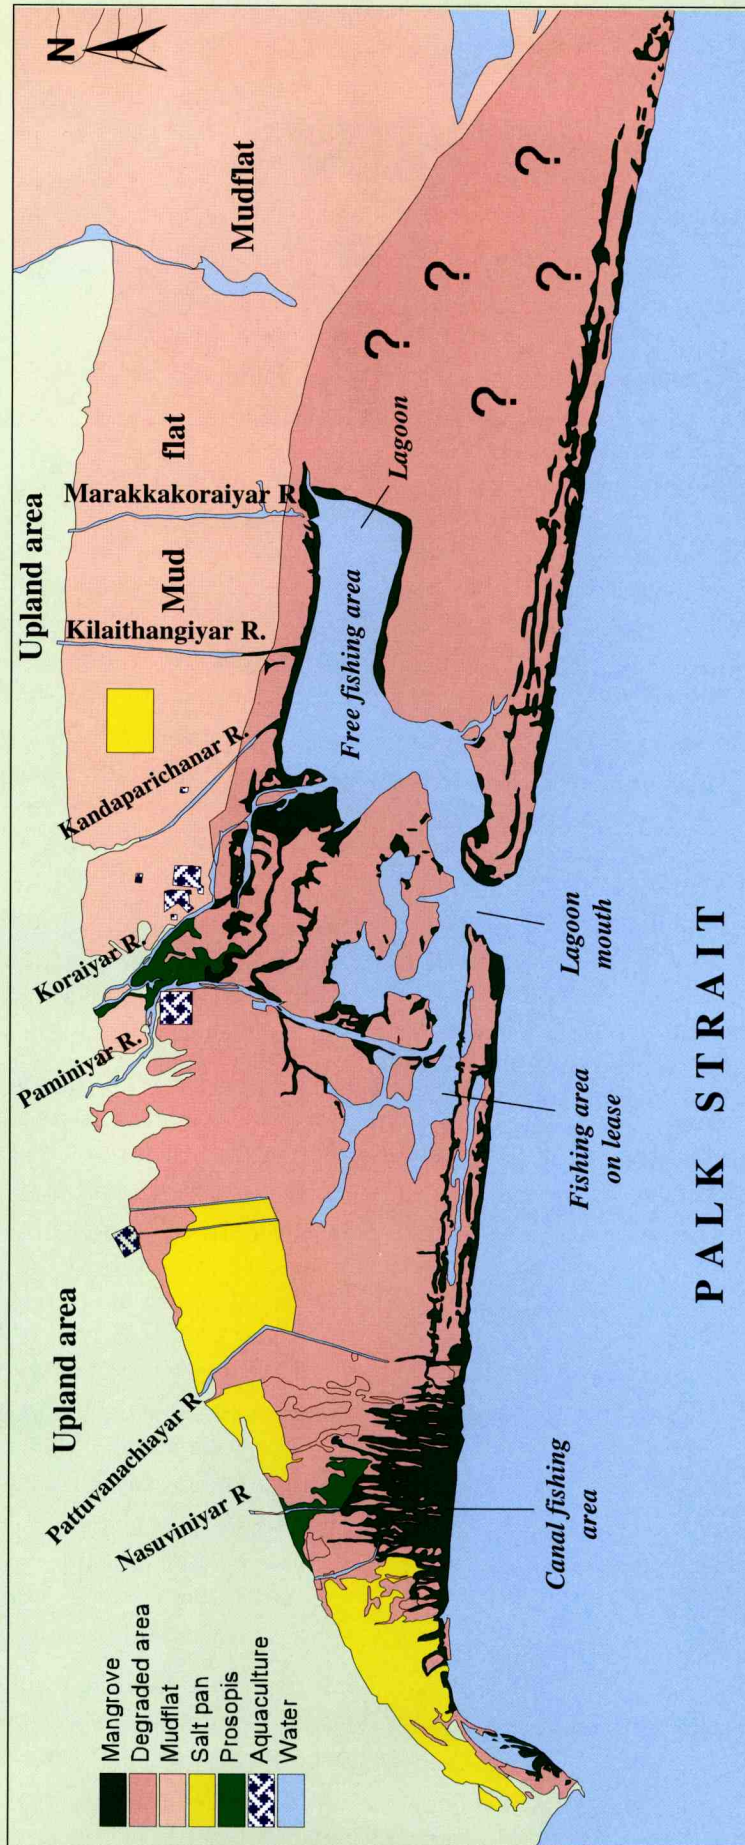 N
Mudflat
Upland area
flat
Marakkakoraiyar R.
Mud
Kilaithangiyar R.
Kandaparichanar R.
Koraiyar R.
Paminiyar R.
Upland area
Pattuvanachiayar R
Nasuviniyar R
Lagoon
Free fishing area
?
?
?
?
?
Lagoon
mouth
Fishing area
on lease
Canal fishing
area
PALK STRAIT
Mangrove
Degraded area
Mudflat
Salt pan
Prosopis
Aquaculture
Water